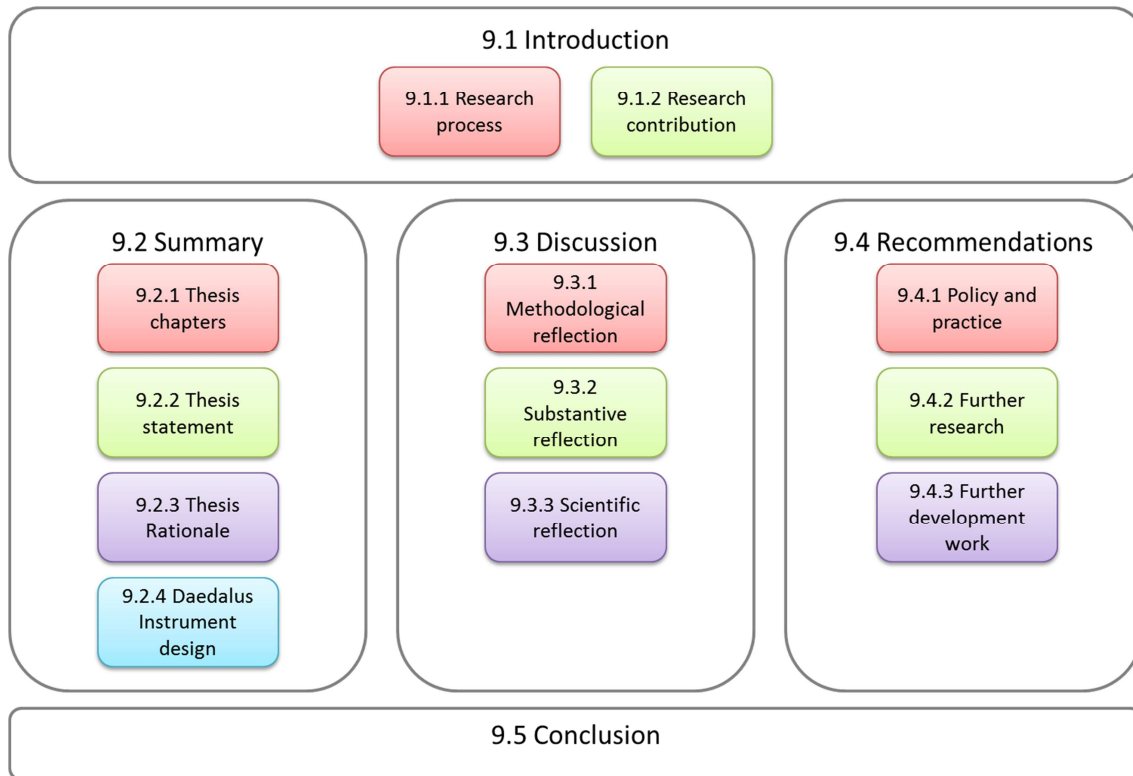 9.1 Introduction
9.1.1 Research
process
9.1.2 Research
contribution
9.2 Summary
9.2.1 Thesis
chapters
9.2.2 Thesis
statement
9.2.3 Thesis
Rationale
9.2.4 Daedalus
Instrument
design
9.3 Discussion
9.3.1
Methodological
reflection
9.3.2
Substantive
reflection
9.3.3 Scientific
reflection
9.4 Recommendations
9.4.1 Policy and
practice
9.4.2 Further
research
9.4.3 Further
development
work
9.5 Conclusion